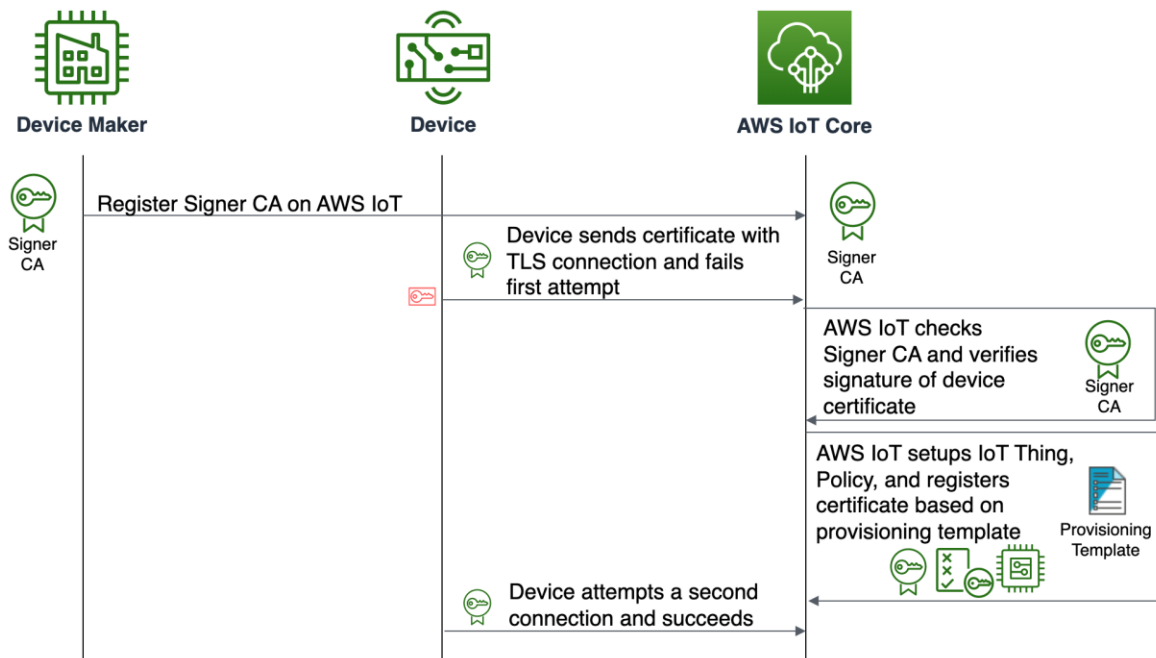 Device Maker
Device
AWS IoT Core
Signer
CA
Register Signer CA on AWS IoT
Signer
CA
Device sends certificate with
TLS connection and fails
first attempt
AWS IoT checks
Signer CA and verifies
signature of device
certificate
Signer
CA
AWS IoT setups IoT Thing,
Policy, and registers
certificate based on
provisioning template
Provisioning
Template
Device attempts a second
connection and succeeds